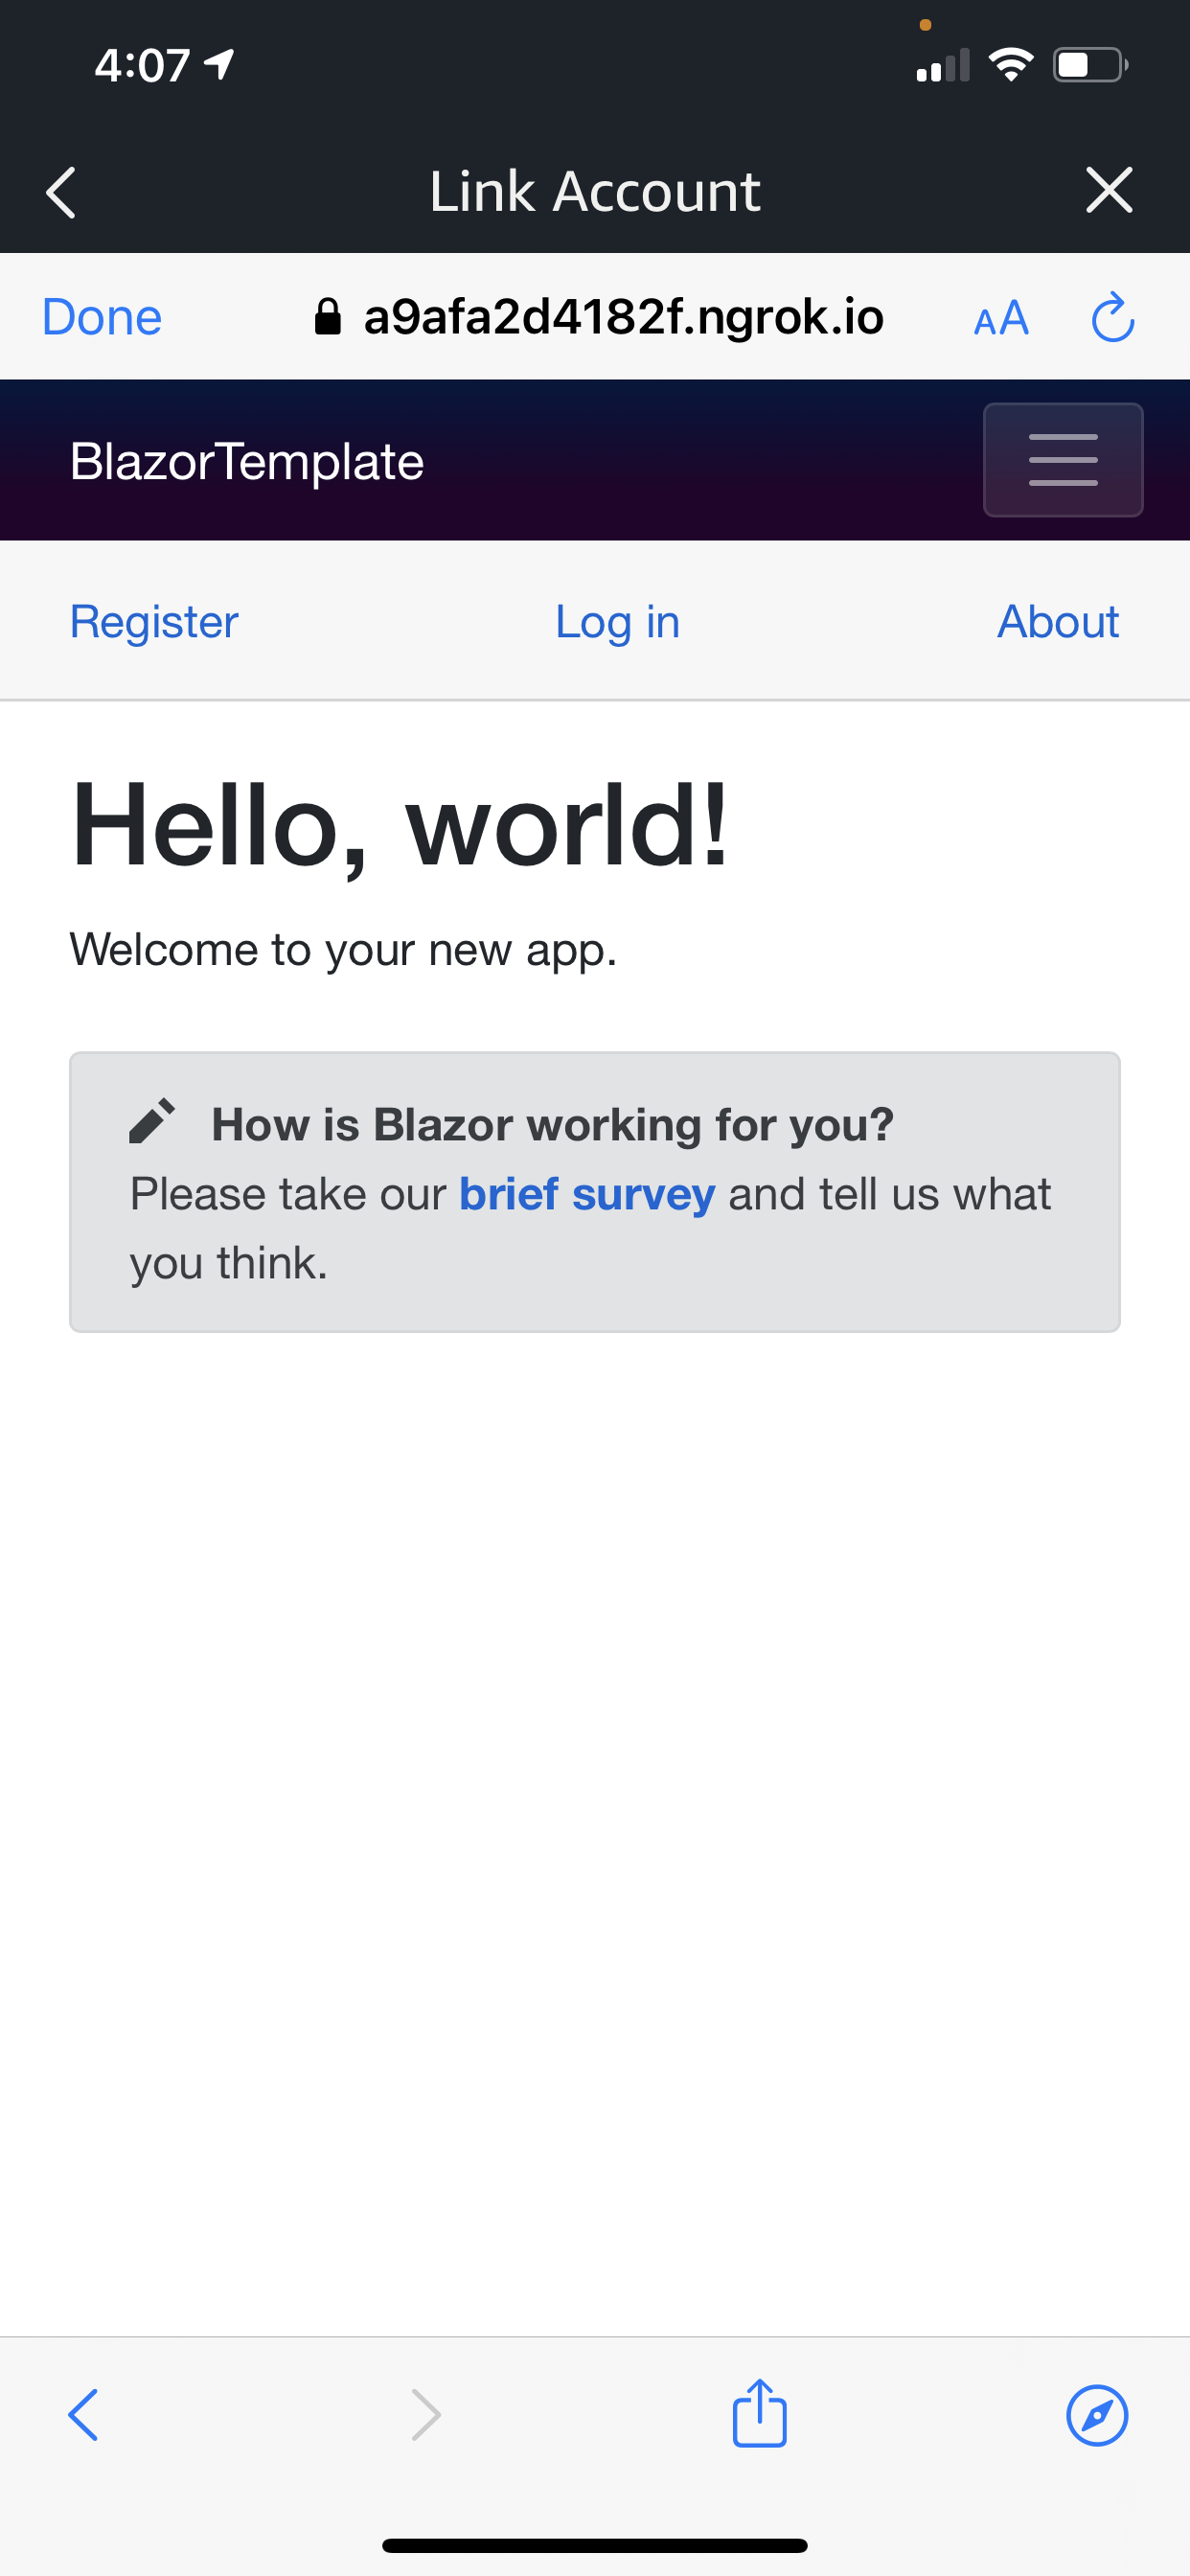 4:07
Link Account
Done a9afa2d4182f.ngrok.io AA
BlazorTemplate
Register Log in About
Hello, world!
Welcome to your new app.
How is Blazor working for you?
Please take our brief survey and tell us what
you think.